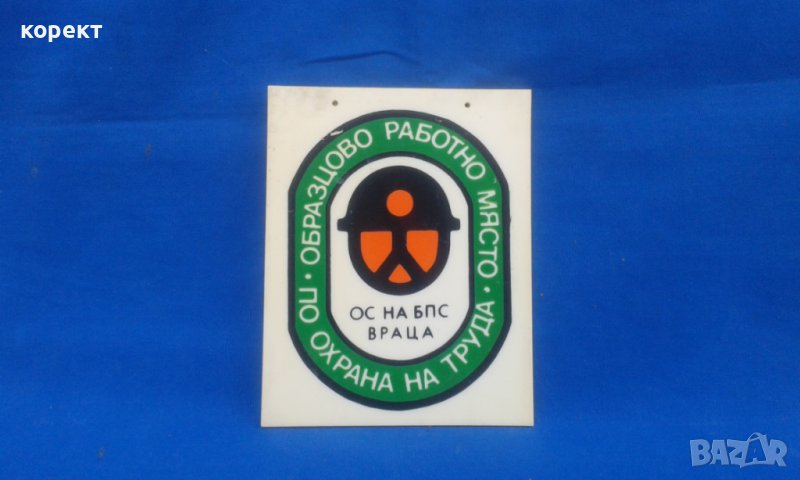 корект
ОБРАЗЦОВО РАБОТНО МЯСТО
· ПО ОХРАНА НА ТРУДА ·
ОС НА БПС
ВРАЦА
BAZAR